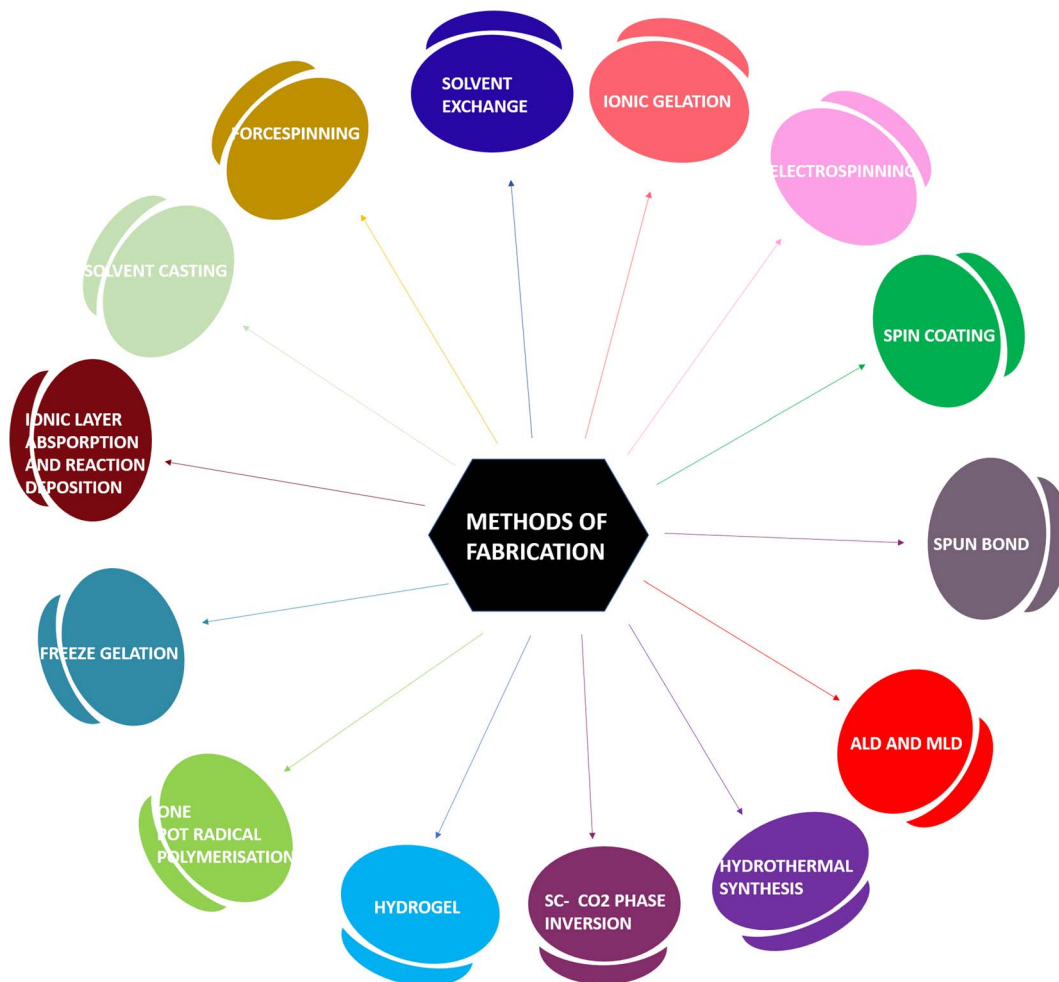 SOLVENT
EXCHANGE
IONIC GELATION
ELECTROSPINNING
SPIN COATING
SPUN BOND
ALD AND MLD
HYDROTHERMAL
SYNTHESIS
SC- CO2 PHASE
INVERSION
HYDROGEL
ONE
POT RADICAL
POLYMERISATION
FREEZE GELATION
IONIC LAYER
ABSPORPTION
AND REACTION
DEPOSITION
SOLVENT CASTING
FORCESPINNING
METHODS OF
FABRICATION